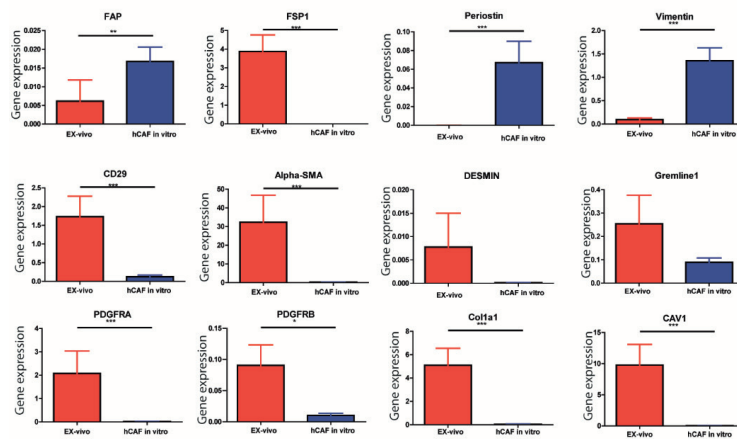 FAP
Gene expression
0.025
0.020
0.015
0.010
0.005
0.000
**
EX-vivo
hCAF in vitro
FSP1
Gene expression
5
4
3
2
1
0
***
EX-vivo
hCAF in vitro
Periostin
Gene expression
0.10
0.08
0.06
0.04
0.02
0.00
***
EX-vivo
hCAF in vitro
Vimentin
Gene expression
2.0
1.5
1.0
0.5
0.0
***
EX-vivo
hCAF in vitro
CD29
Gene expression
2.5
2.0
1.5
1.0
0.5
0.0
***
EX-vivo
hCAF in vitro
Alpha-SMA
Gene expression
50
40
30
20
10
0
***
EX-vivo
hCAF in vitro
DESMIN
Gene expression
0.020
0.015
0.010
0.005
0.000
EX-vivo
hCAF in vitro
Gremline1
Gene expression
0.4
0.3
0.2
0.1
0.0
EX-vivo
hCAF in vitro
PDGFRA
Gene expression
4
3
2
1
0
***
EX-vivo
hCAF in vitro
PDGFRB
Gene expression
0.15
0.10
0.05
0.00
*
EX-vivo
hCAF in vitro
Col1a1
Gene expression
8
6
4
2
0
***
EX-vivo
hCAF in vitro
CAV1
Gene expression
15
10
5
0
***
EX-vivo
hCAF in vitro